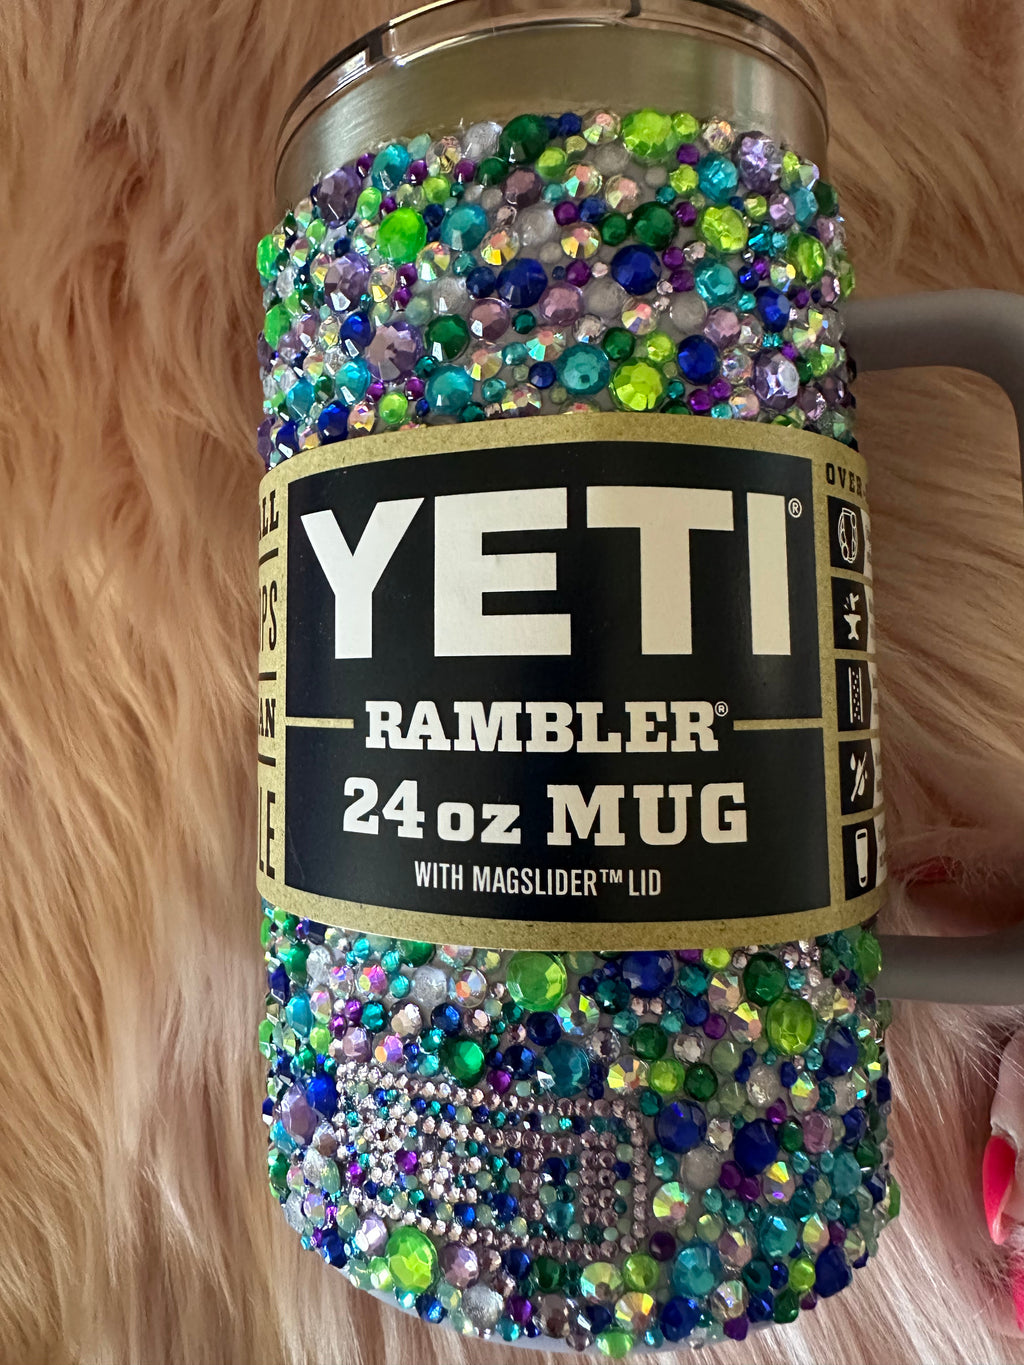 YETI®
RAMBLER®
24 oz MUG
WITH MAGSLIDER™ LID
OVER